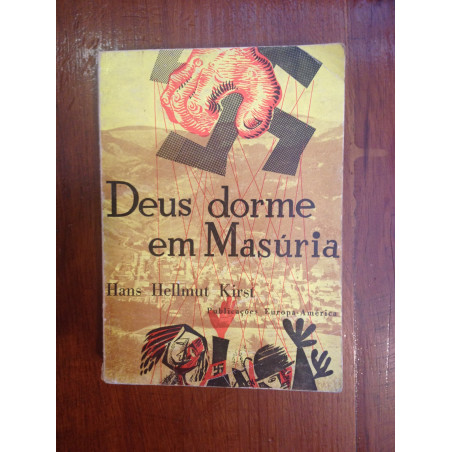 Deus dorme
em Masúria
Hans Hellmut Kirst
Publicações Europa-América